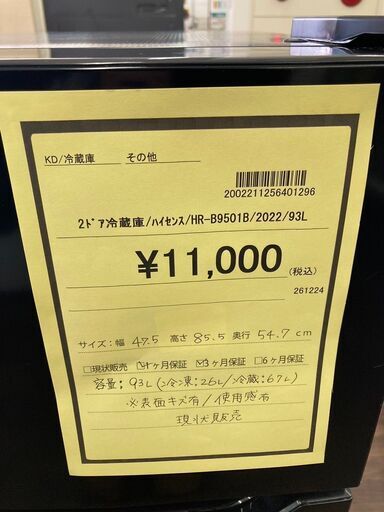 KD/冷蔵庫 その他
2002211256401296
2ﾄﾞｱ冷蔵庫/ﾊｲｾﾝｽ/HR-B9501B/2022/93L
¥11,000(税込)
261224
サイズ:幅 47.5 高さ 85.5 奥行 54.7 cm
□現状販売 ☑1ヶ月保証 ☑3ヶ月保証 □6ヶ月保証
容量:93L(冷凍:26L/冷蔵:67L)
※表面キズ有/使用感有
現状販売